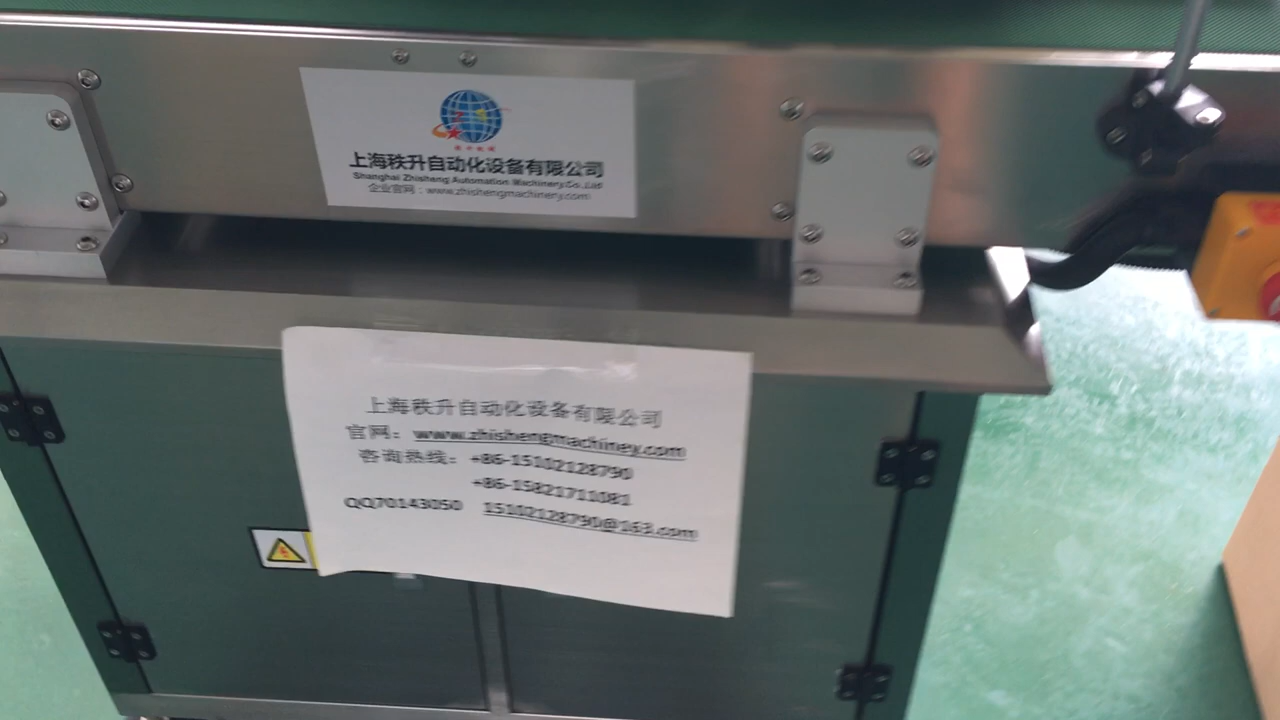 上海秩升自动化设备有限公司
Shanghai Zhisheng Automation Machinery.Co.,Ltd
企业官网：www.zhishengmachinery.com
上海秩升自动化设备有限公司
官网：www.zhishengmachiney.com
咨询热线：+86-15102128790
+86-15821711081
QQ70143050 15102128790@163.com